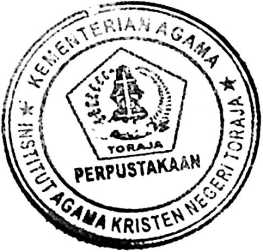 KEMENTERIAN AGAMA
TORAJA
PERPUSTAKAAN
INSTITUT AGAMA KRISTEN NEGERI TORAJA